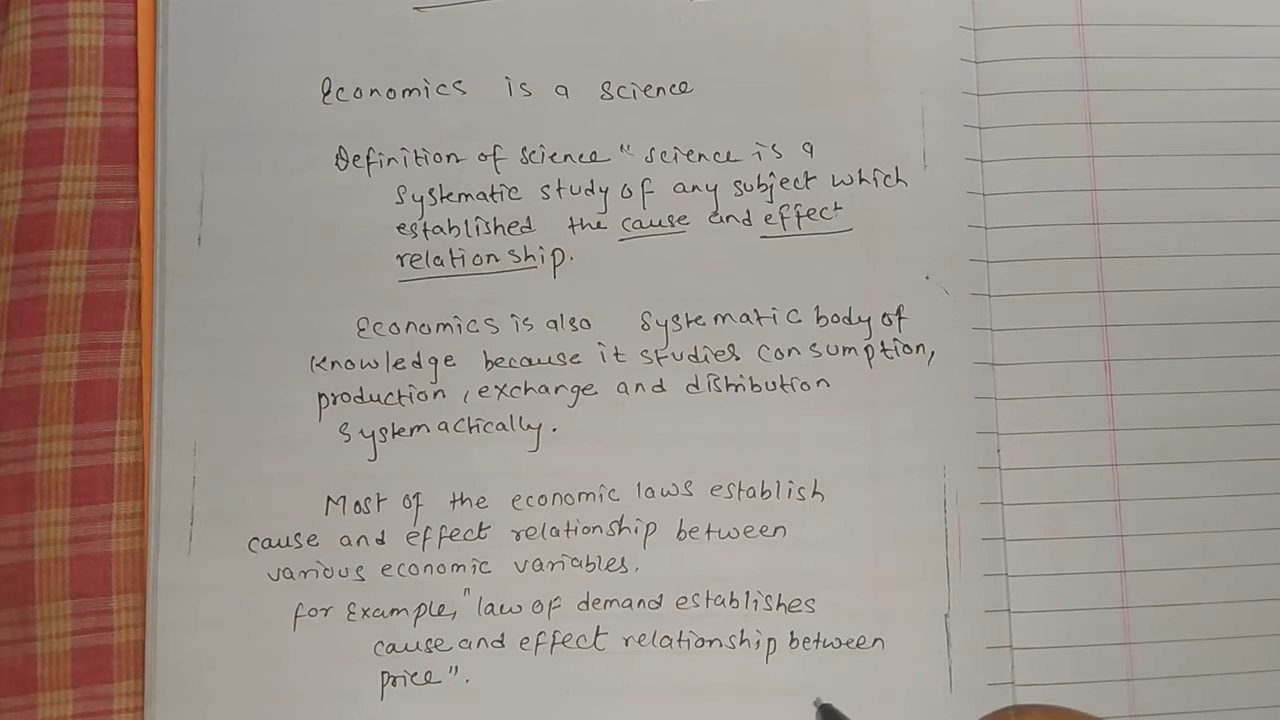 Economics is a science
Definition of science " science is a
systematic study of any subject which
established the cause and effect
relationship.
Economics is also systematic body of
knowledge because it studies consumption,
production, exchange and distribution
systemactically.
Most of the economic laws establish
cause and effect relationship between
various economic variables.
for Example, "law of demand establishes
cause and effect relationship between
price".